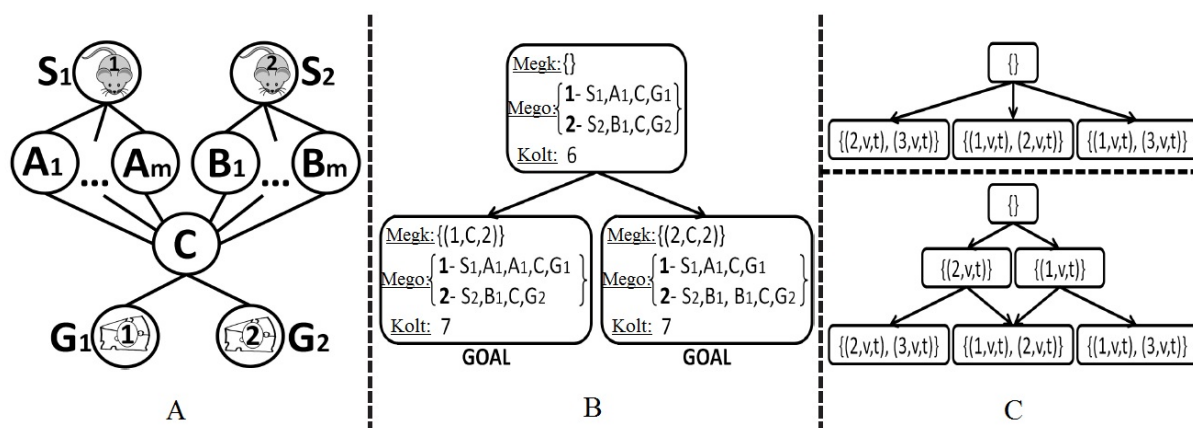 S1 1 2 S2
A1 ... Am B1 ... Bm
C
G1 1 2 G2
A
Megk:{}
Mego: 1- S1,A1,C,G1
2- S2,B1,C,G2
Kolt: 6
Megk:{(1,C,2)}
Mego: 1- S1,A1,A1,C,G1
2- S2,B1,C,G2
Kolt: 7
GOAL
Megk:{(2,C,2)}
Mego: 1- S1,A1,C,G1
2- S2,B1, B1,C,G2
Kolt: 7
GOAL
B
{}
{(2,v,t), (3,v,t)} {(1,v,t), (2,v,t)} {(1,v,t), (3,v,t)}
{}
{(2,v,t)} {(1,v,t)}
{(2,v,t), (3,v,t)} {(1,v,t), (2,v,t)} {(1,v,t), (3,v,t)}
C